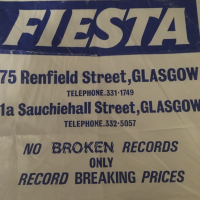 FIESTA
75 Renfield Street, GLASGOW
TELEPHONE.331-1749
1a Sauchiehall Street, GLASGOW
TELEPHONE.332-5057
NO BROKEN RECORDS
ONLY
RECORD BREAKING PRICES